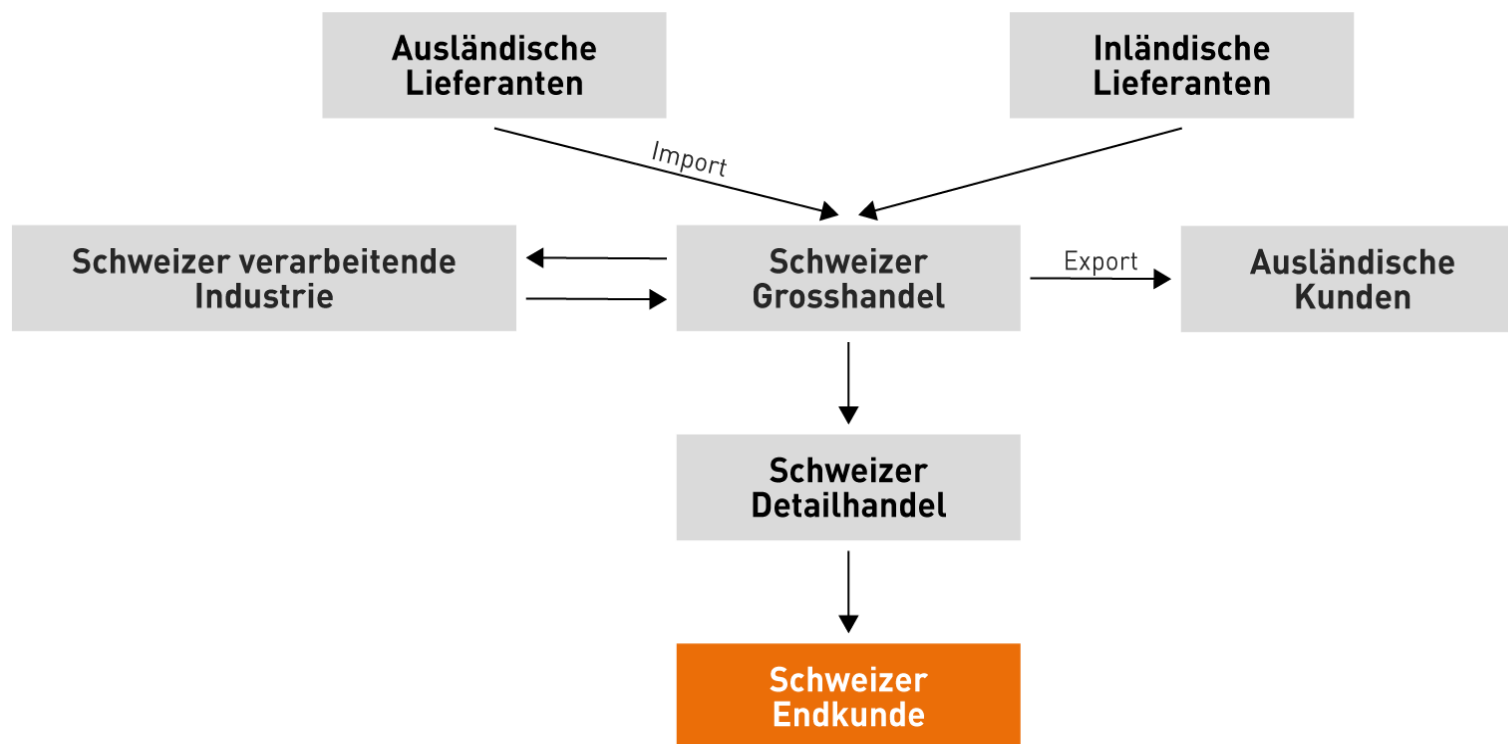 Ausländische
Lieferanten
Inländische
Lieferanten
Import
Schweizer verarbeitende
Industrie
Schweizer
Grosshandel
Export
Ausländische
Kunden
Schweizer
Detailhandel
Schweizer
Endkunde